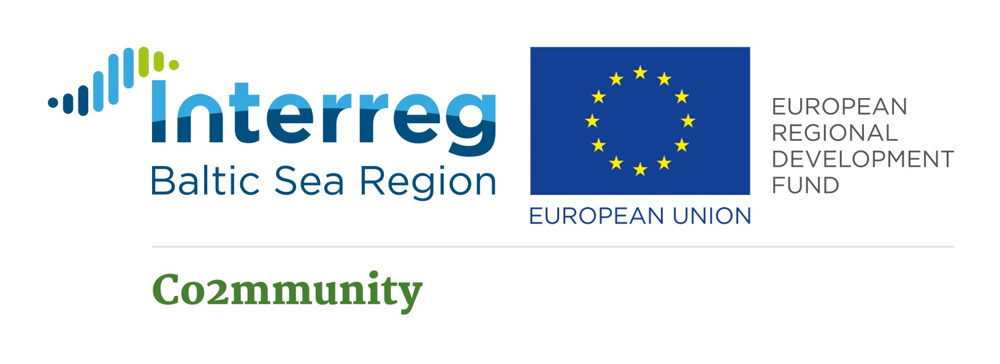 Interreg
Baltic Sea Region
EUROPEAN UNION
EUROPEAN
REGIONAL
DEVELOPMENT
FUND
Co2mmunity